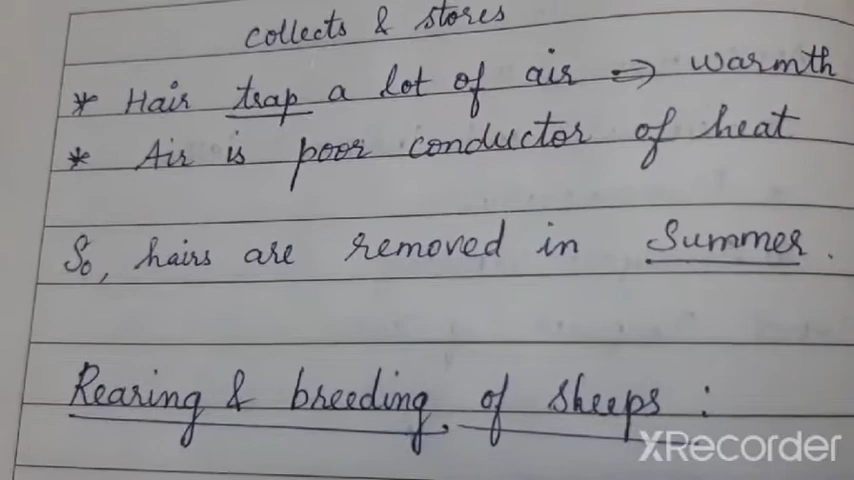 collects & stores
* Hair trap a lot of air => warmth
* Air is poor conductor of heat
So, hairs are removed in Summer.
Rearing & breeding of sheeps :
XRecorder